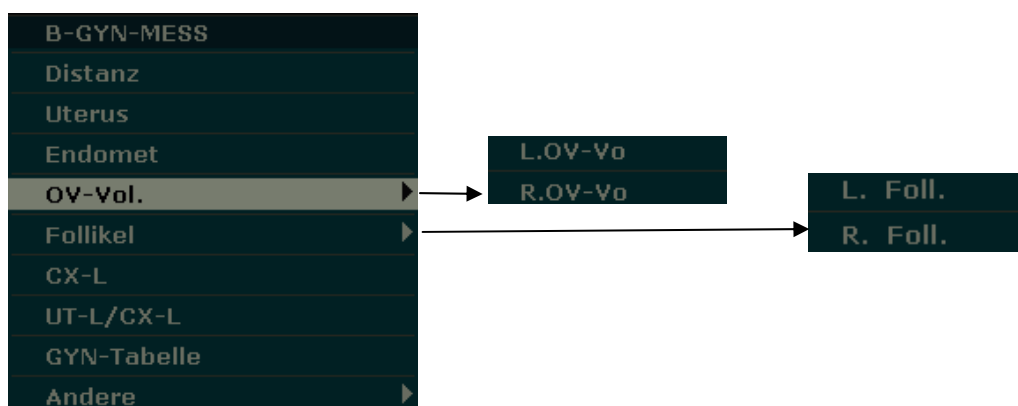 B-GYN-MESS
Distanz
Uterus
Endomet
OV-Vol.
Follikel
CX-L
UT-L/CX-L
GYN-Tabelle
Andere
L.OV-Vo
R.OV-Vo
L. Foll.
R. Foll.